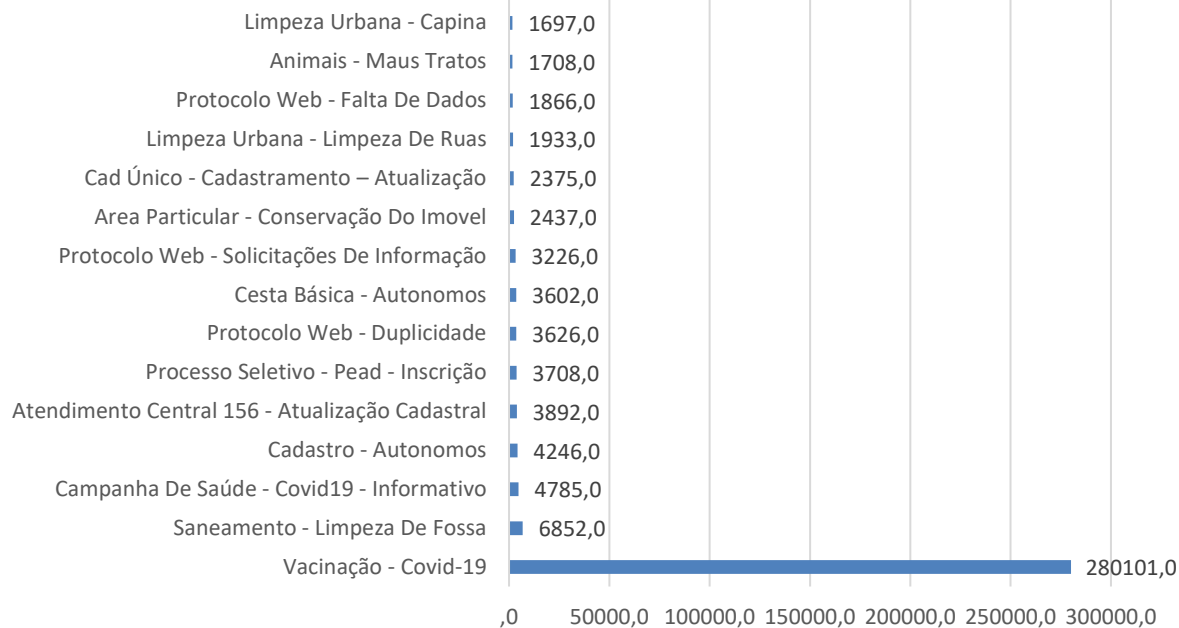 Limpeza Urbana - Capina 1697,0
Animais - Maus Tratos 1708,0
Protocolo Web - Falta De Dados 1866,0
Limpeza Urbana - Limpeza De Ruas 1933,0
Cad Único - Cadastramento – Atualização 2375,0
Area Particular - Conservação Do Imovel 2437,0
Protocolo Web - Solicitações De Informação 3226,0
Cesta Básica - Autonomos 3602,0
Protocolo Web - Duplicidade 3626,0
Processo Seletivo - Pead - Inscrição 3708,0
Atendimento Central 156 - Atualização Cadastral 3892,0
Cadastro - Autonomos 4246,0
Campanha De Saúde - Covid19 - Informativo 4785,0
Saneamento - Limpeza De Fossa 6852,0
Vacinação - Covid-19 280101,0
,0 50000,0 100000,0 150000,0 200000,0 250000,0 300000,0